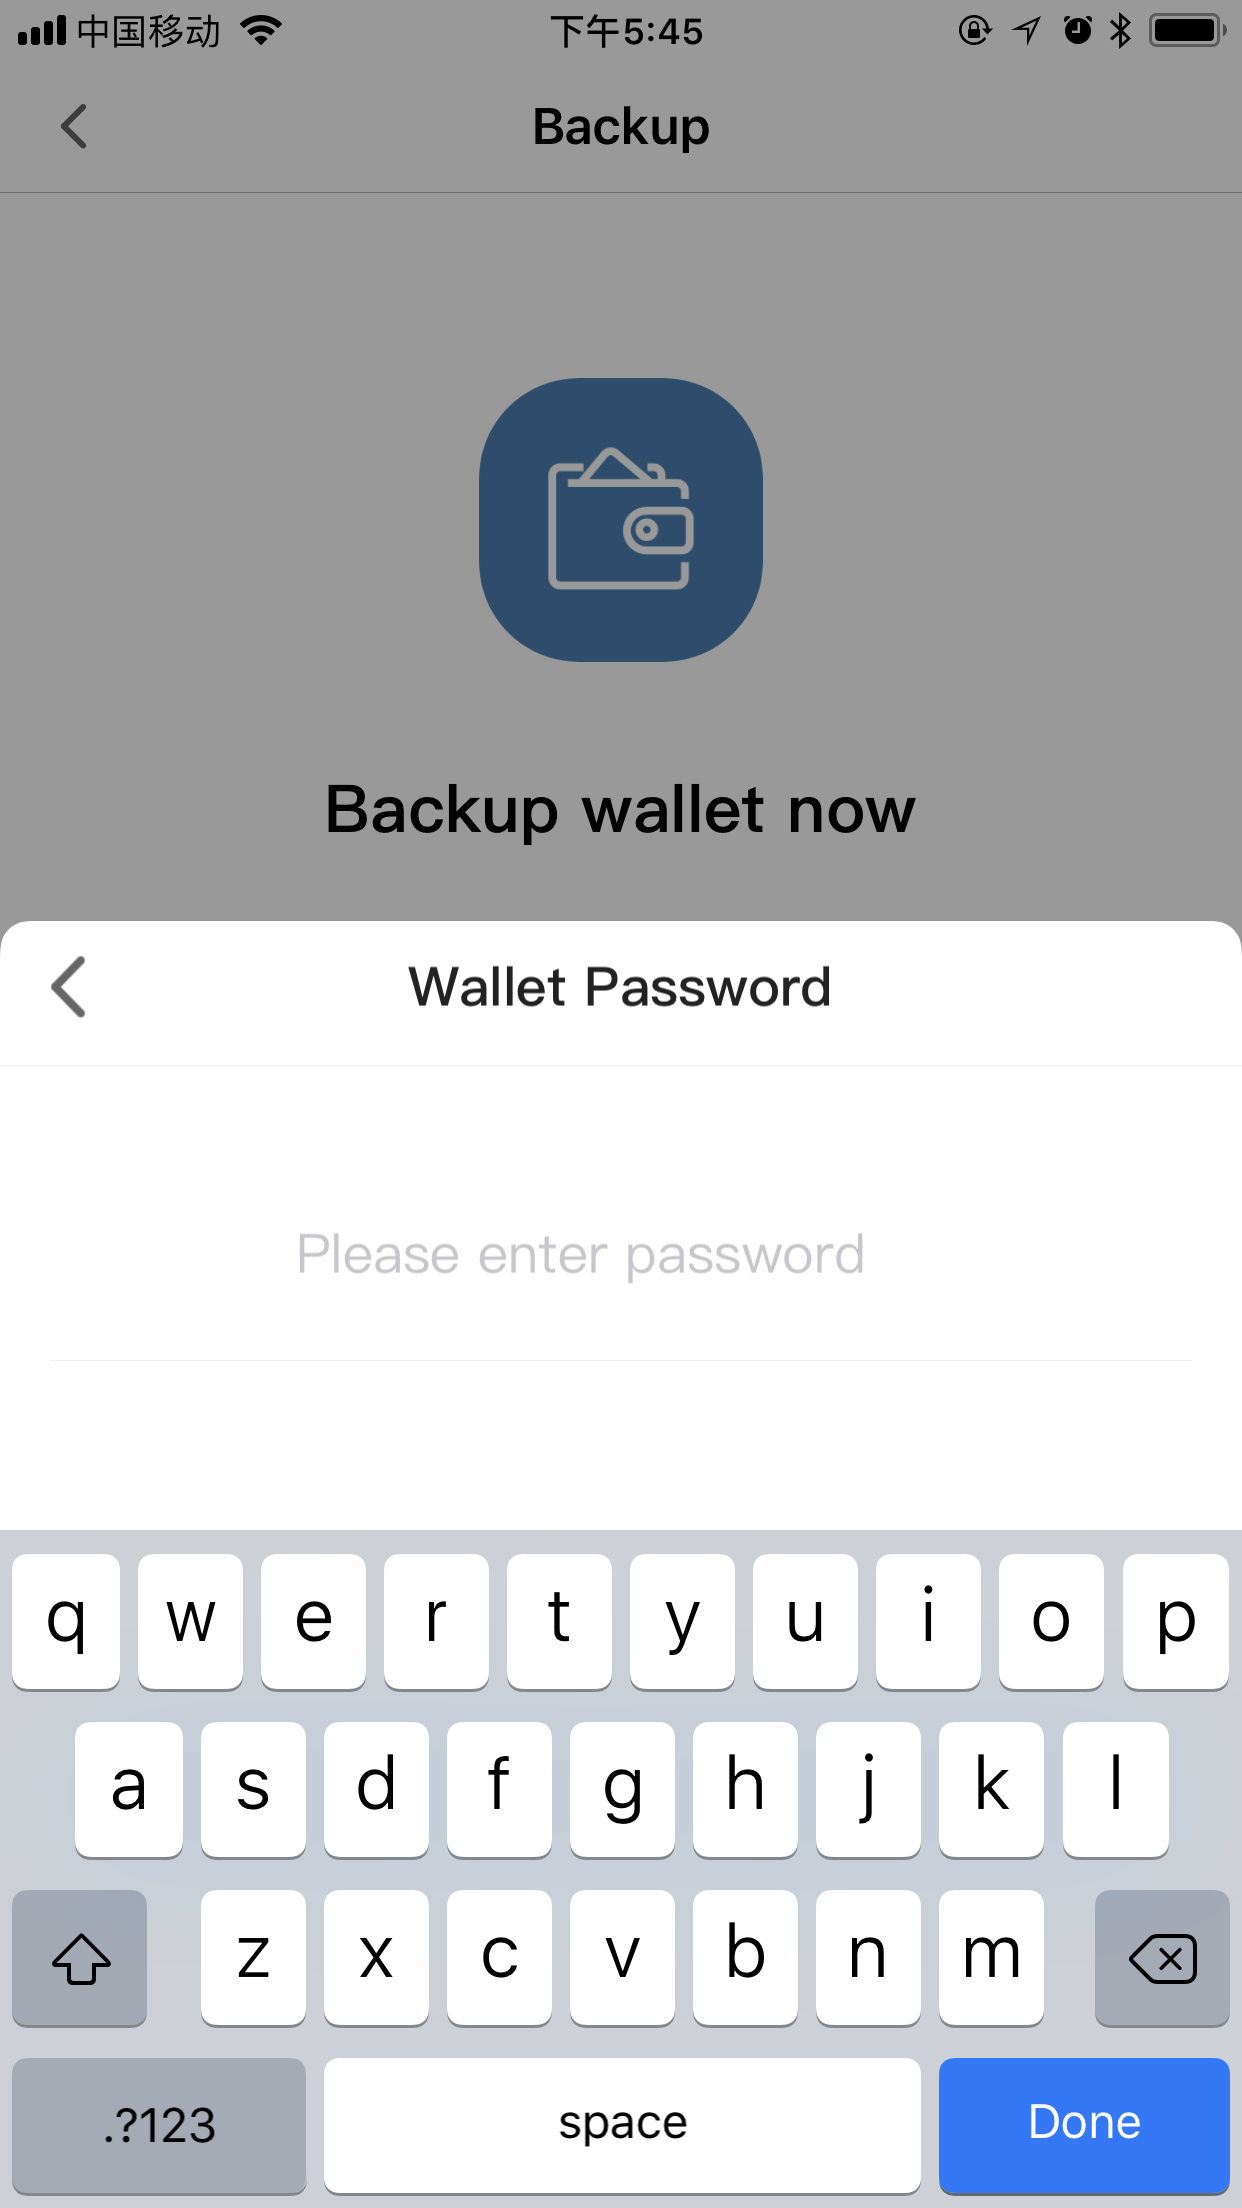 中国移动 下午5:45
Backup
Backup wallet now
Wallet Password
Please enter password
q w e r t y u i o p
a s d f g h j k l
z x c v b n m
.?123 space Done